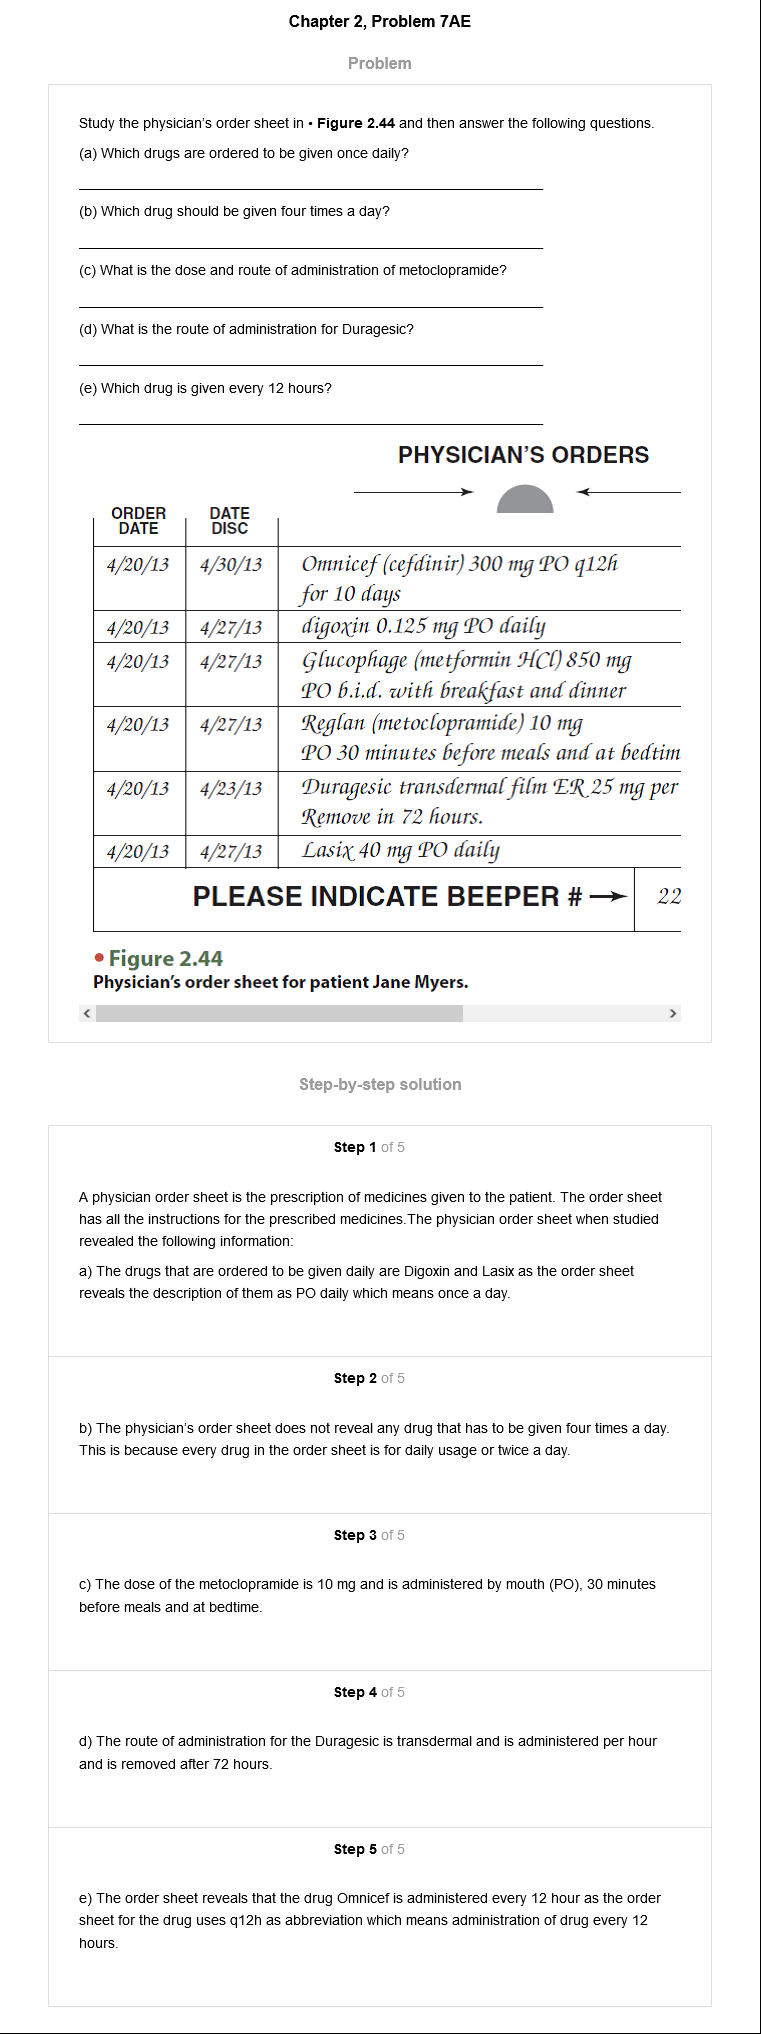 Chapter 2, Problem 7AE
Problem
Study the physician's order sheet in • Figure 2.44 and then answer the following questions.
(a) Which drugs are ordered to be given once daily?
(b) Which drug should be given four times a day?
(c) What is the dose and route of administration of metoclopramide?
(d) What is the route of administration for Duragesic?
(e) Which drug is given every 12 hours?
PHYSICIAN'S ORDERS
ORDER DATE
DATE DISC
4/20/13 4/30/13 Omnicef (cefdinir) 300 mg PO q12h
for 10 days
4/20/13 4/27/13 digoxin 0.125 mg PO daily
4/20/13 4/27/13 Glucophage (metformin HCl) 850 mg
PO b.i.d. with breakfast and dinner
4/20/13 4/27/13 Reglan (metoclopramide) 10 mg
PO 30 minutes before meals and at bedtim
4/20/13 4/23/13 Duragesic transdermal film ER 25 mg per
Remove in 72 hours.
4/20/13 4/27/13 Lasix 40 mg PO daily
PLEASE INDICATE BEEPER # → 22
• Figure 2.44
Physician's order sheet for patient Jane Myers.
Step-by-step solution
Step 1 of 5
A physician order sheet is the prescription of medicines given to the patient. The order sheet
has all the instructions for the prescribed medicines.The physician order sheet when studied
revealed the following information:
a) The drugs that are ordered to be given daily are Digoxin and Lasix as the order sheet
reveals the description of them as PO daily which means once a day.
Step 2 of 5
b) The physician's order sheet does not reveal any drug that has to be given four times a day.
This is because every drug in the order sheet is for daily usage or twice a day.
Step 3 of 5
c) The dose of the metoclopramide is 10 mg and is administered by mouth (PO), 30 minutes
before meals and at bedtime.
Step 4 of 5
d) The route of administration for the Duragesic is transdermal and is administered per hour
and is removed after 72 hours.
Step 5 of 5
e) The order sheet reveals that the drug Omnicef is administered every 12 hour as the order
sheet for the drug uses q12h as abbreviation which means administration of drug every 12
hours.